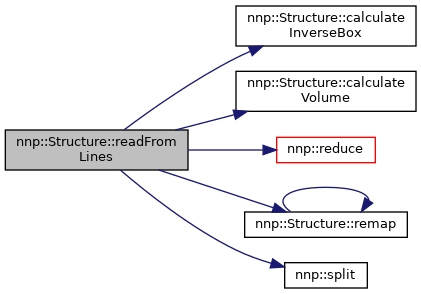 nnp::Structure::calculate
InverseBox
nnp::Structure::calculate
Volume
nnp::Structure::readFrom
Lines
nnp::reduce
nnp::Structure::remap
nnp::split